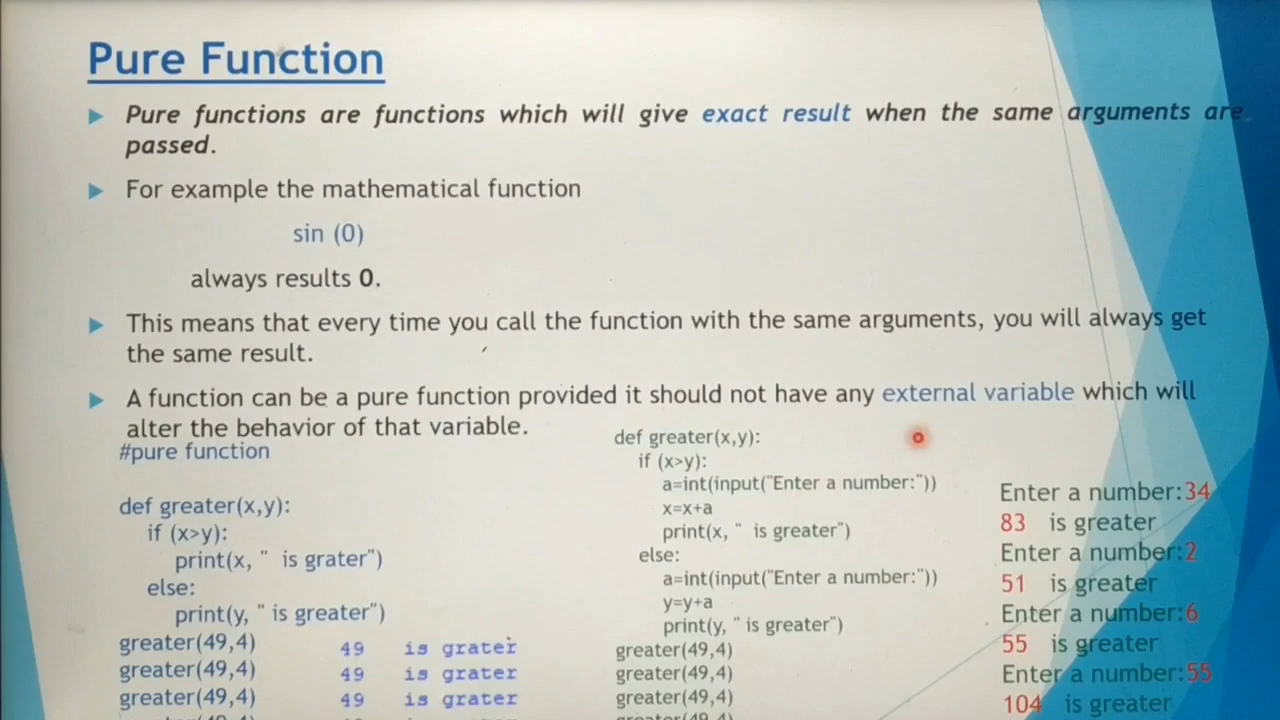 Pure Function
Pure functions are functions which will give exact result when the same arguments are
passed.
For example the mathematical function
sin (0)
always results 0.
This means that every time you call the function with the same arguments, you will always get
the same result.
A function can be a pure function provided it should not have any external variable which will
alter the behavior of that variable.
#pure function
def greater(x,y):
if (x>y):
print(x, " is grater")
else:
print(y, " is greater")
greater(49,4)
greater(49,4)
greater(49,4)
49 is grater
49 is grater
49 is grater
def greater(x,y):
if (x>y):
a=int(input("Enter a number:"))
x=x+a
print(x, " is greater")
else:
a=int(input("Enter a number:"))
y=y+a
print(y, " is greater")
greater(49,4)
greater(49,4)
greater(49,4)
greater(49,4)
Enter a number:34
83 is greater
Enter a number:2
51 is greater
Enter a number:6
55 is greater
Enter a number:55
104 is greater